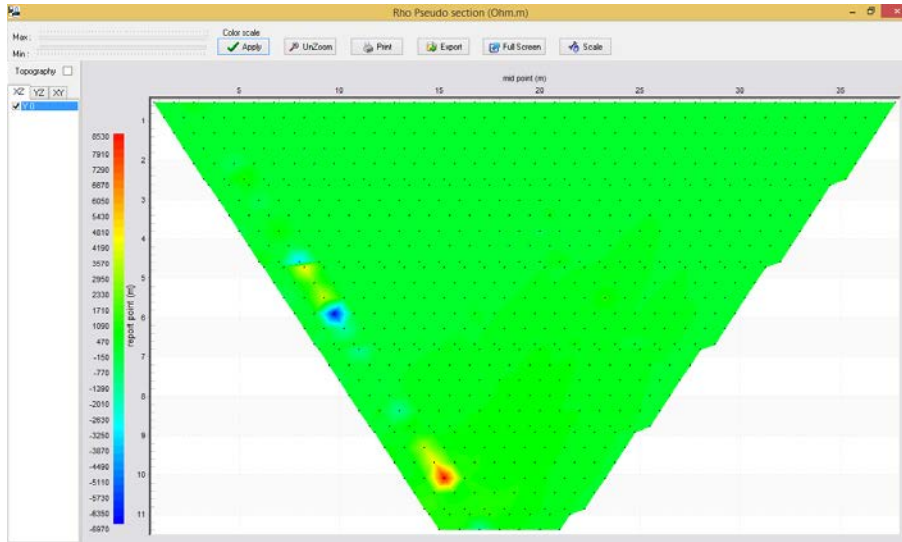 Rho Pseudo section (Ohm.m)
Max :
Min :
Color scale
Apply
UnZoom
Print
Export
Full Screen
Scale
Topography
XZ YZ XY
Y 0
mid point (m)
5 10 15 20 25 30 35
report point (m)
1
2
3
4
5
6
7
8
9
10
11
8530
7910
7290
6670
6050
5430
4810
4190
3570
2950
2330
1710
1090
470
-150
-770
-1390
-2010
-2630
-3250
-3870
-4490
-5110
-5730
-6350
-6970